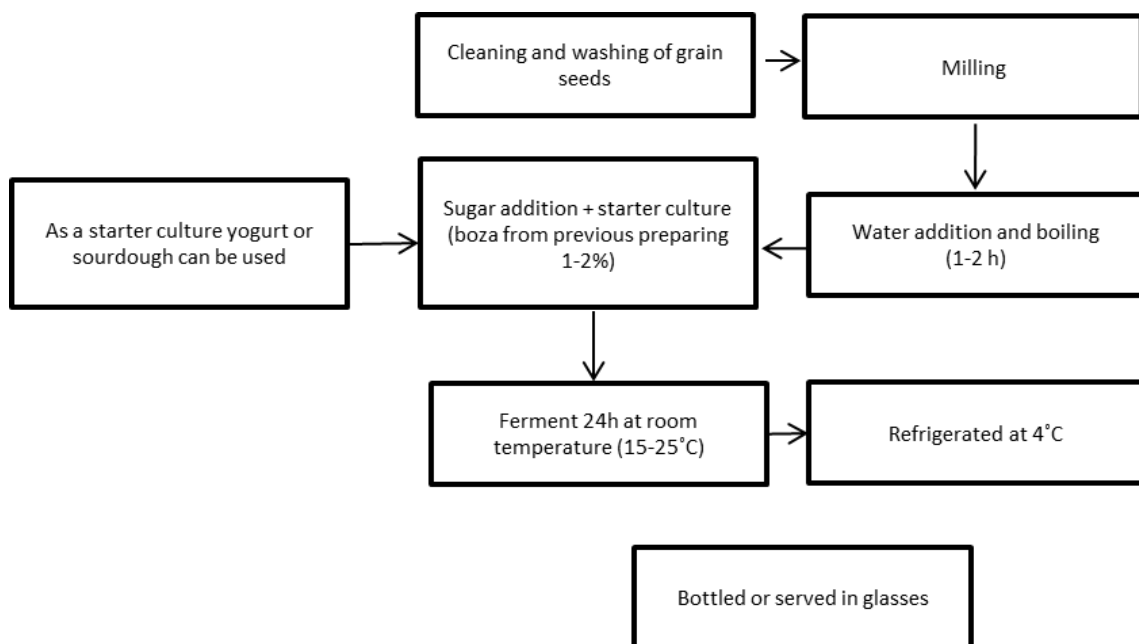 Cleaning and washing of grain
seeds
Milling
As a starter culture yogurt or
sourdough can be used
Sugar addition + starter culture
(boza from previous preparing
1-2%)
Water addition and boiling
(1-2 h)
Ferment 24h at room
temperature (15-25˚C)
Refrigerated at 4˚C
Bottled or served in glasses